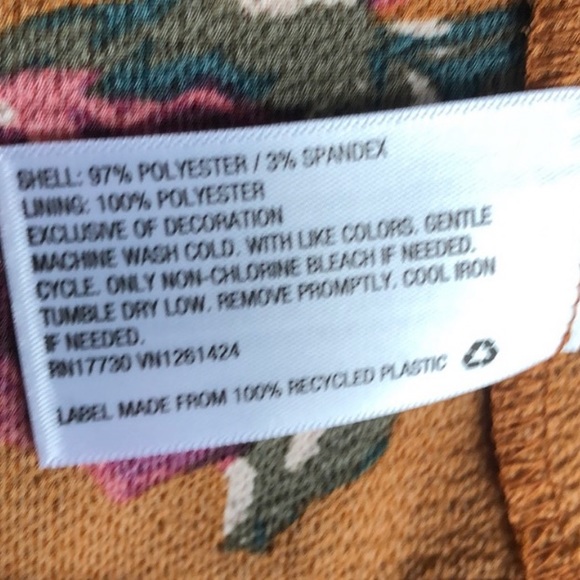 SHELL: 97% POLYESTER / 3% SPANDEX
LINING: 100% POLYESTER
EXCLUSIVE OF DECORATION
MACHINE WASH COLD, WITH LIKE COLORS, GENTLE
CYCLE. ONLY NON-CHLORINE BLEACH IF NEEDED.
TUMBLE DRY LOW. REMOVE PROMPTLY. COOL IRON
IF NEEDED.
RN17730 VN1261424
LABEL MADE FROM 100% RECYCLED PLASTIC